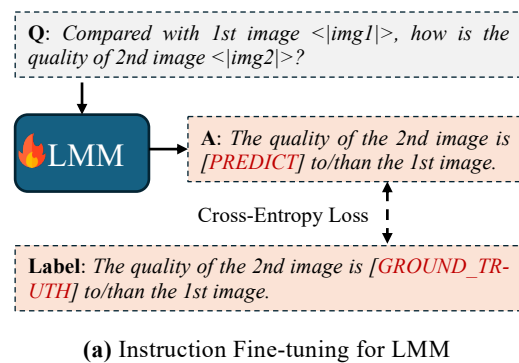 Q: Compared with 1st image <|img1|>, how is the
quality of 2nd image <|img2|>?
LMM
A: The quality of the 2nd image is
[PREDICT] to/than the 1st image.
Cross-Entropy Loss
Label: The quality of the 2nd image is [GROUND_TR-
UTH] to/than the 1st image.
(a) Instruction Fine-tuning for LMM